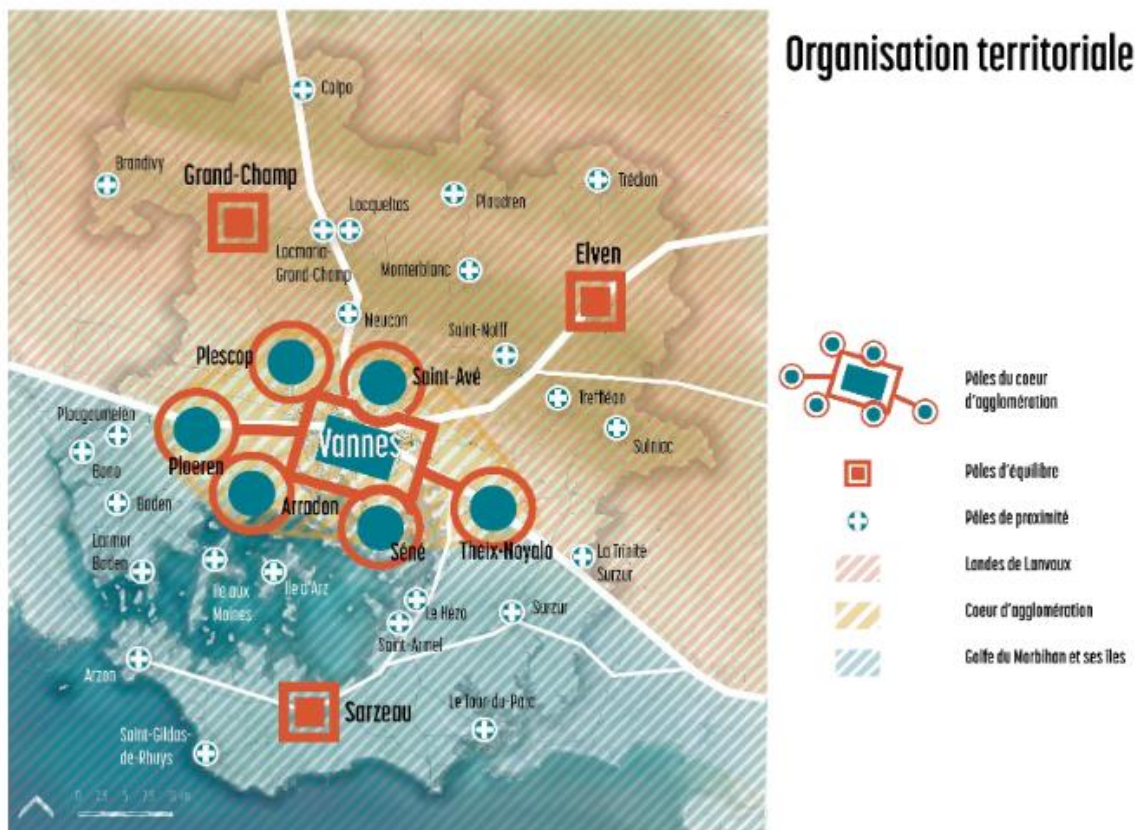 Organisation territoriale
Colpo
Brandivy
Grand-Champ
Locqueltas
Plaudren
Trédion
Locmaria-
Grand-Champ
Monterblanc
Elven
Meucon
Saint-Nolff
Plescop
Saint-Avé
Treffléan
Sulniac
Plougoumelen
Bono
Ploeren
Vannes
Baden
Arradon
Séné
Theix-Noyalo
Larmor
Baden
Ile aux
Moines
Ile d'Arz
La Trinité
Surzur
Le Hézo
Surzur
Saint-Armel
Arzon
Sarzeau
Le Tour-du-Parc
Saint-Gildas-
de-Rhuys
Pôles du coeur
d'agglomération
Pôles d'équilibre
Pôles de proximité
Landes de Lanvaux
Coeur d'agglomération
Golfe du Morbihan et ses îles